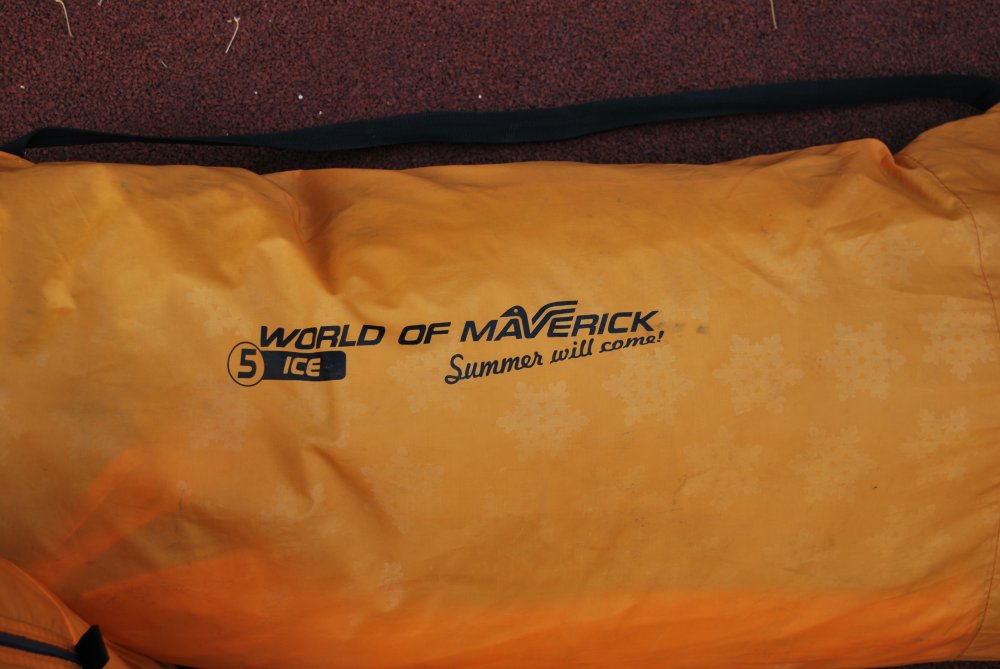 WORLD OF MAVERICK
5 ICE
Summer will come!